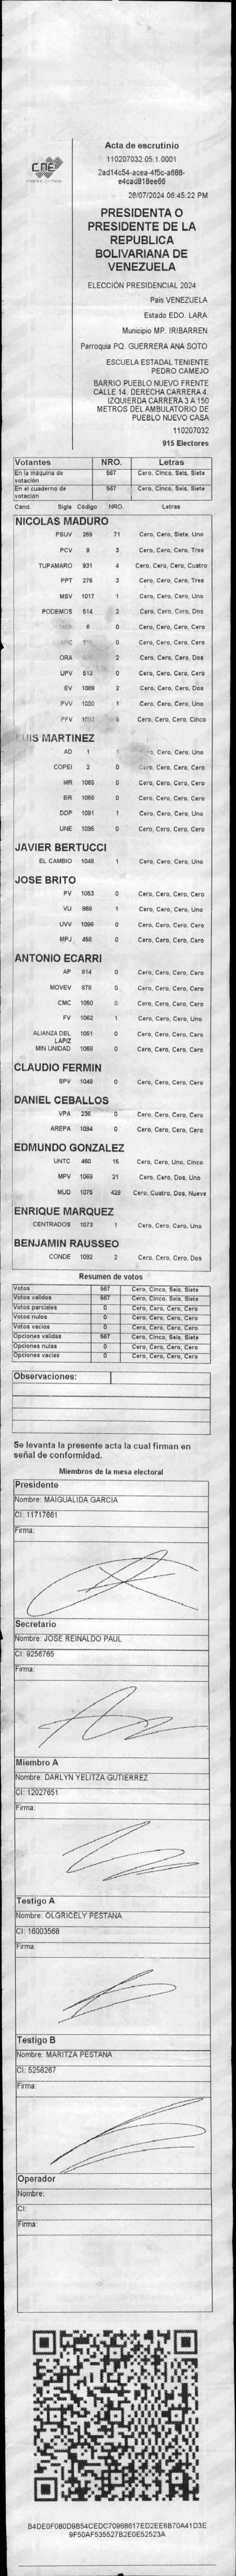 CNE
Acta de escrutinio
110207032.05.1.0001
2ad14c54-acea-4f5c-a688-
e4cad819ee66
28/07/2024 06:45:22 PM
PRESIDENTA O
PRESIDENTE DE LA
REPUBLICA
BOLIVARIANA DE
VENEZUELA
ELECCIÓN PRESIDENCIAL 2024
Pais VENEZUELA
Estado EDO. LARA
Municipio MP. IRIBARREN
Parroquia PQ. GUERRERA ANA SOTO
ESCUELA ESTADAL TENIENTE
PEDRO CAMEJO
BARRIO PUEBLO NUEVO FRENTE
CALLE 14. DERECHA CARRERA 4.
IZQUIERDA CARRERA 3 A 150
METROS DEL AMBULATORIO DE
PUEBLO NUEVO CASA
110207032
915 Electores
Votantes NRO. Letras
En la máquina de votación 567 Cero, Cinco, Seis, Siete
En el cuaderno de votación 567 Cero, Cinco, Seis, Siete
Cand. Sigla Código NRO. Letras
NICOLAS MADURO
PSUV 269 71 Cero, Cero, Siete, Uno
PCV 9 3 Cero, Cero, Cero, Tres
TUPAMARO 931 4 Cero, Cero, Cero, Cuatro
PPT 276 3 Cero, Cero, Cero, Tres
MSV 1017 1 Cero, Cero, Cero, Uno
PODEMOS 514 2 Cero, Cero, Cero, Dos
MEP 6 0 Cero, Cero, Cero, Cero
APC 0 Cero, Cero, Cero, Cero
ORA 2 Cero, Cero, Cero, Dos
UPV 513 0 Cero, Cero, Cero, Cero
EV 1089 2 Cero, Cero, Cero, Dos
PVV 1030 1 Cero, Cero, Cero, Uno
PFV 5 Cero, Cero, Cero, Cinco
LUIS MARTINEZ
AD 1 1 Cero, Cero, Cero, Uno
COPEI 2 0 Cero, Cero, Cero, Cero
MR 1065 0 Cero, Cero, Cero, Cero
BR 1066 0 Cero, Cero, Cero, Cero
DDP 1091 1 Cero, Cero, Cero, Uno
UNE 1095 0 Cero, Cero, Cero, Cero
JAVIER BERTUCCI
EL CAMBIO 1048 1 Cero, Cero, Cero, Uno
JOSE BRITO
PV 1053 0 Cero, Cero, Cero, Cero
VU 868 1 Cero, Cero, Cero, Uno
UVV 1096 0 Cero, Cero, Cero, Cero
MPJ 458 0 Cero, Cero, Cero, Cero
ANTONIO ECARRI
AP 914 0 Cero, Cero, Cero, Cero
MOVEV 978 0 Cero, Cero, Cero, Cero
CMC 1050 0 Cero, Cero, Cero, Cero
FV 1062 1 Cero, Cero, Cero, Uno
ALIANZA DEL LAPIZ 1051 0 Cero, Cero, Cero, Cero
MIN UNIDAD 1058 0 Cero, Cero, Cero, Cero
CLAUDIO FERMIN
SPV 1049 0 Cero, Cero, Cero, Cero
DANIEL CEBALLOS
VPA 236 0 Cero, Cero, Cero, Cero
AREPA 1094 0 Cero, Cero, Cero, Cero
EDMUNDO GONZALEZ
UNTC 460 15 Cero, Cero, Uno, Cinco
MPV 1069 21 Cero, Cero, Dos, Uno
MUD 1075 429 Cero, Cuatro, Dos, Nueve
ENRIQUE MARQUEZ
CENTRADOS 1073 1 Cero, Cero, Cero, Uno
BENJAMIN RAUSSEO
CONDE 1092 2 Cero, Cero, Cero, Dos
Resumen de votos
Votos 567 Cero, Cinco, Seis, Siete
Votos válidos 567 Cero, Cinco, Seis, Siete
Votos parciales 0 Cero, Cero, Cero, Cero
Votos nulos 0 Cero, Cero, Cero, Cero
Votos vacíos 0 Cero, Cero, Cero, Cero
Opciones válidas 567 Cero, Cinco, Seis, Siete
Opciones nulas 0 Cero, Cero, Cero, Cero
Opciones vacías 0 Cero, Cero, Cero, Cero
Observaciones:
Se levanta la presente acta la cual firman en
señal de conformidad.
Miembros de la mesa electoral
Presidente
Nombre: MAIGUALIDA GARCIA
CI: 11717661
Firma:
Secretario
Nombre: JOSE REINALDO PAUL
CI: 9256765
Firma:
Miembro A
Nombre: DARLYN YELITZA GUTIERREZ
CI: 12027651
Firma:
Testigo A
Nombre: OLGRICELY PESTANA
CI: 16003568
Firma:
Testigo B
Nombre: MARITZA PESTANA
CI: 5256267
Firma:
Operador
Nombre:
CI:
Firma:
B4DE0F080D9B54CEDC70968617ED2EE6B70A41D3E
9F50AF535527B2E0E52523A